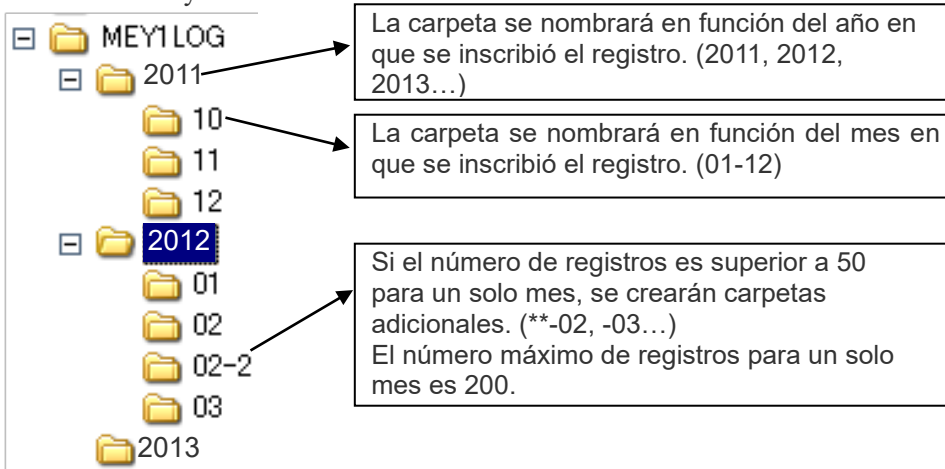 MEY1LOG
2011
10
11
12
2012
01
02
02-2
03
2013
La carpeta se nombrará en función del año en
que se inscribió el registro. (2011, 2012,
2013…)
La carpeta se nombrará en función del mes en
que se inscribió el registro. (01-12)
Si el número de registros es superior a 50
para un solo mes, se crearán carpetas
adicionales. (**-02, -03…)
El número máximo de registros para un solo
mes es 200.